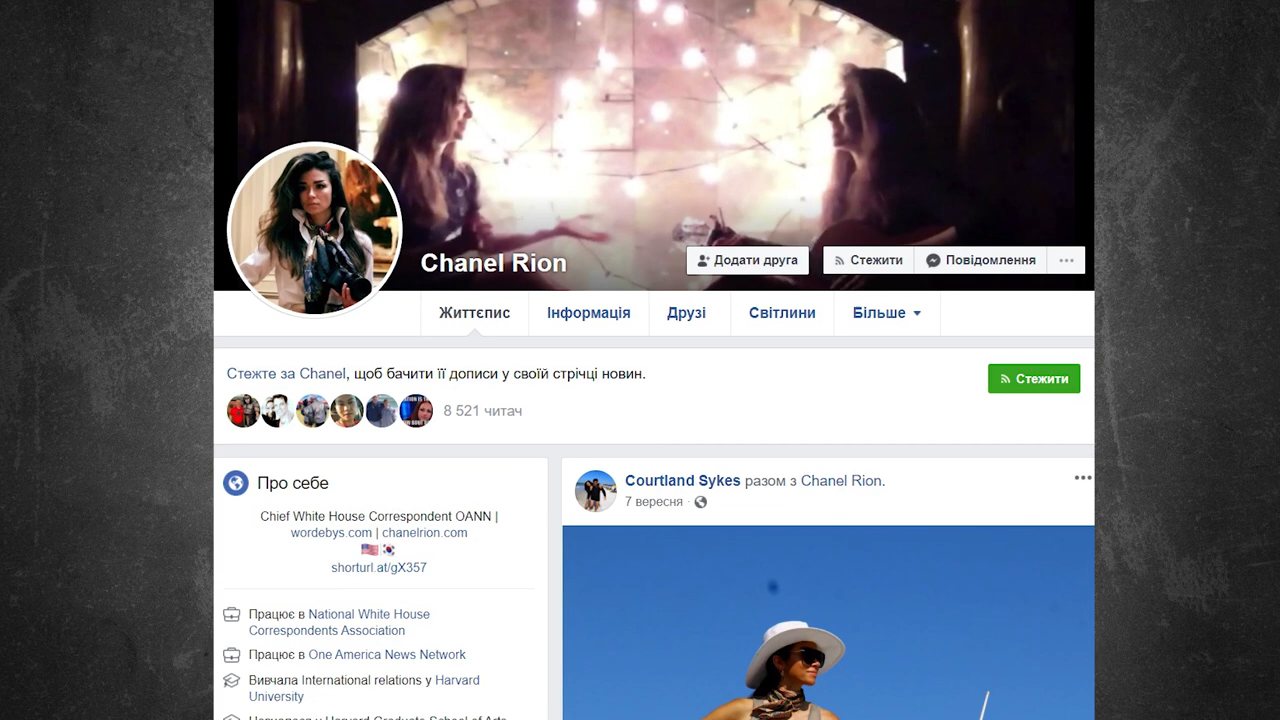 Chanel Rion
Додати друга
Стежити
Повідомлення
Життєпис
Інформація
Друзі
Світлини
Більше
Стежте за Chanel, щоб бачити її дописи у своїй стрічці новин.
Стежити
8 521 читач
Про себе
Chief White House Correspondent OANN |
wordebys.com | chanelrion.com
shorturl.at/gX357
Працює в National White House
Correspondents Association
Працює в One America News Network
Вивчала International relations у Harvard
University
Courtland Sykes разом з Chanel Rion.
7 вересня ·